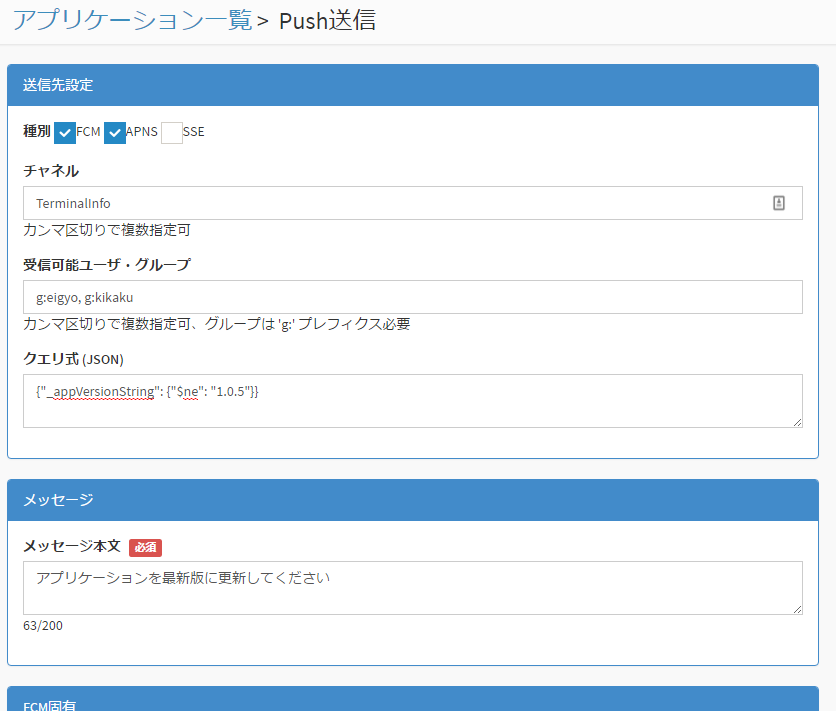 アプリケーション一覧 > Push送信
送信先設定
種別 FCM APNS SSE
チャネル
TerminalInfo
カンマ区切りで複数指定可
受信可能ユーザ・グループ
g:eigyo, g:kikaku
カンマ区切りで複数指定可、グループは 'g:' プレフィクス必要
クエリ式 (JSON)
{"_appVersionString": {"$ne": "1.0.5"}}
メッセージ
メッセージ本文 必須
アプリケーションを最新版に更新してください
63/200
FCM固有